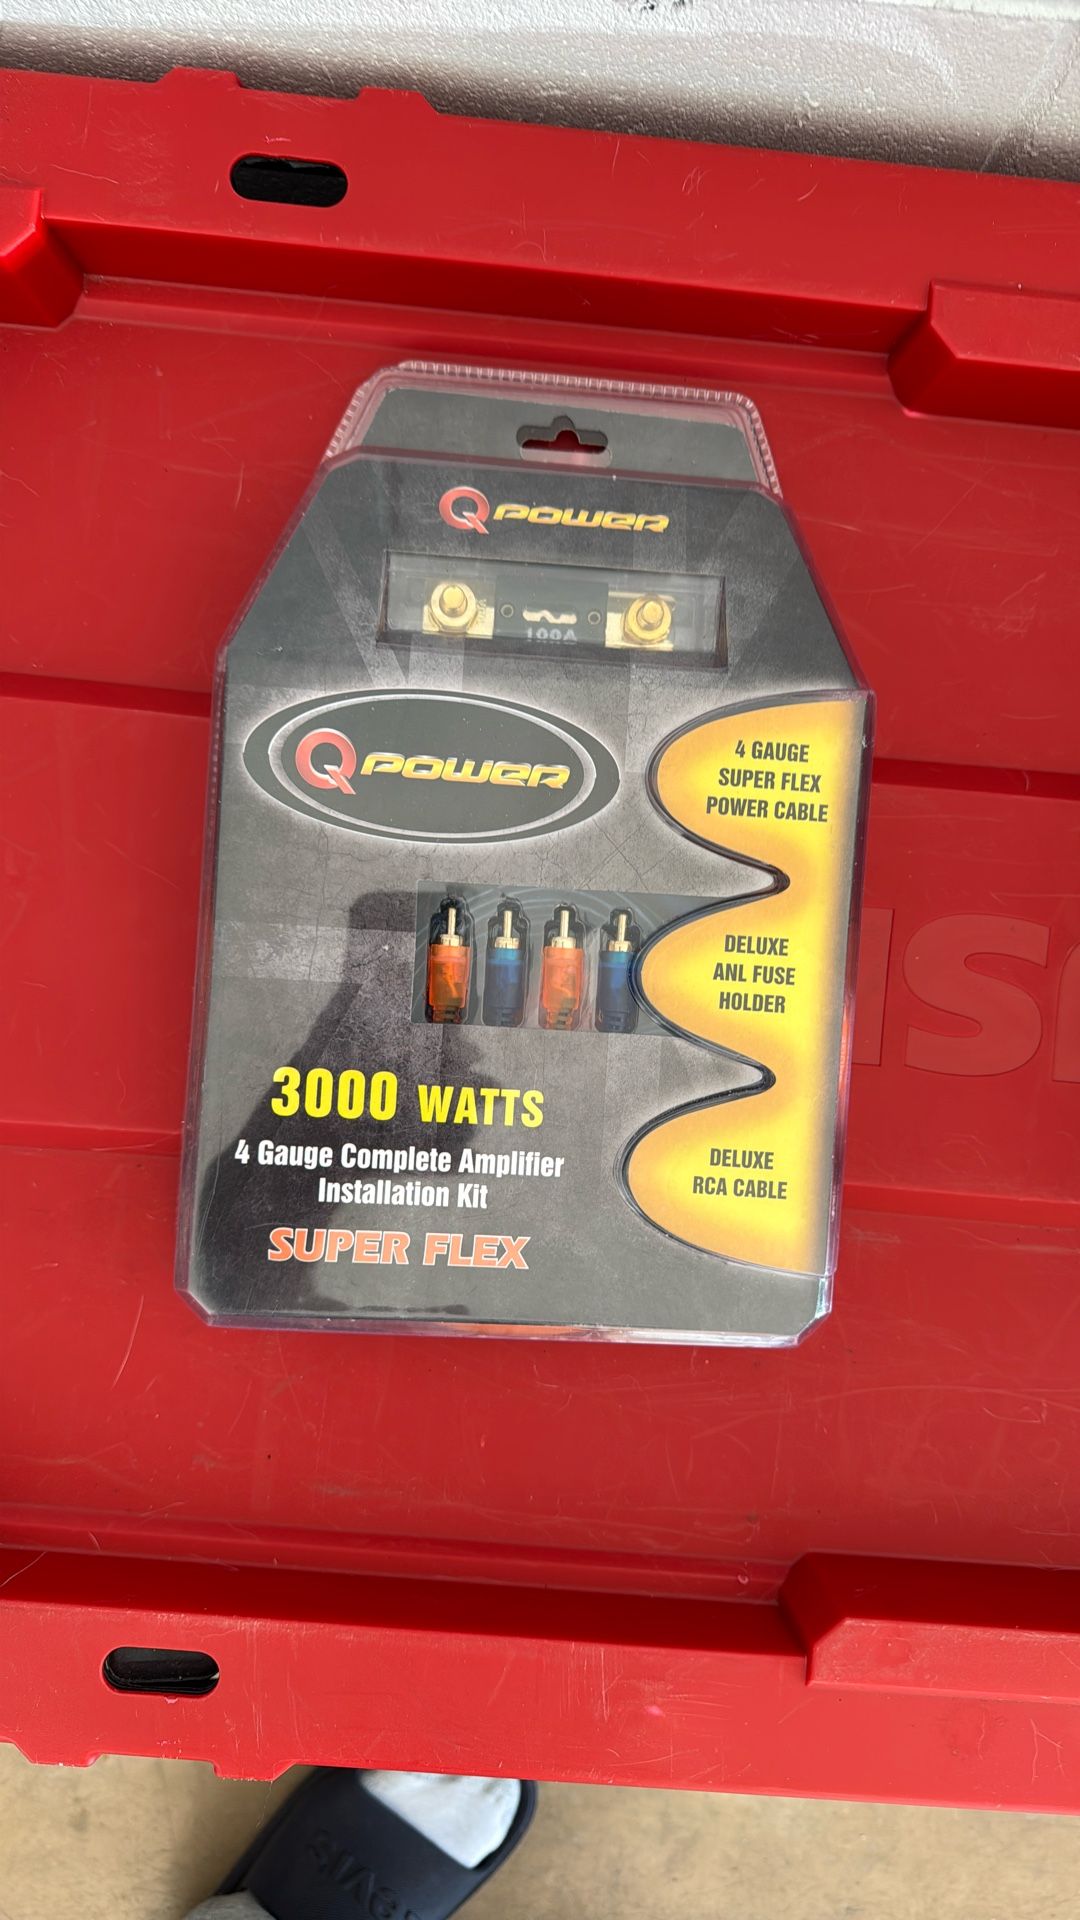 Q POWER
100A
Q POWER
4 GAUGE
SUPER FLEX
POWER CABLE
DELUXE
ANL FUSE
HOLDER
3000 WATTS
4 Gauge Complete Amplifier
Installation Kit
SUPER FLEX
DELUXE
RCA CABLE